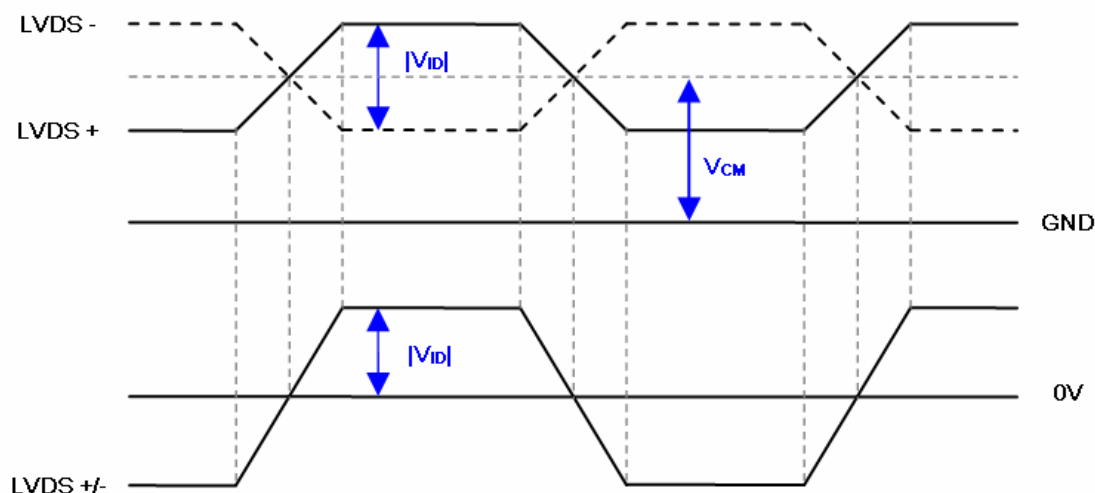 LVDS -
|VID|
LVDS +
VCM
GND
|VID|
0V
LVDS +/-